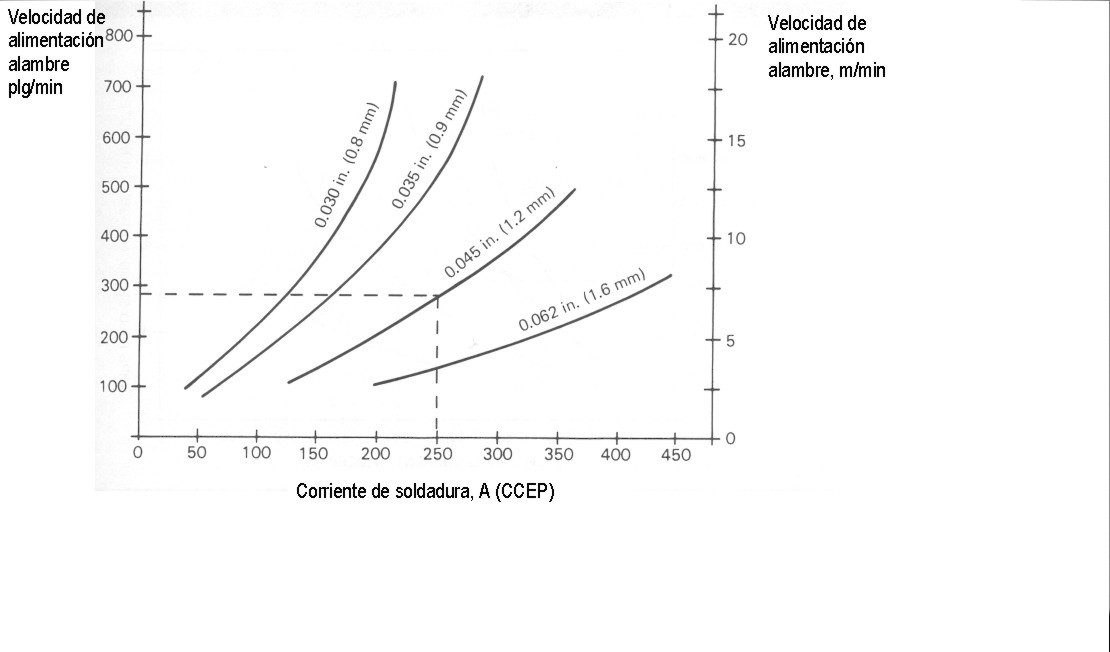 Velocidad de
alimentación
alambre
plg/min
800
700
600
500
400
300
200
100
0.030 in. (0.8 mm)
0.035 in. (0.9 mm)
0.045 in. (1.2 mm)
0.062 in. (1.6 mm)
Velocidad de
alimentación
alambre, m/min
20
15
10
5
0
0 50 100 150 200 250 300 350 400 450
Corriente de soldadura, A (CCEP)